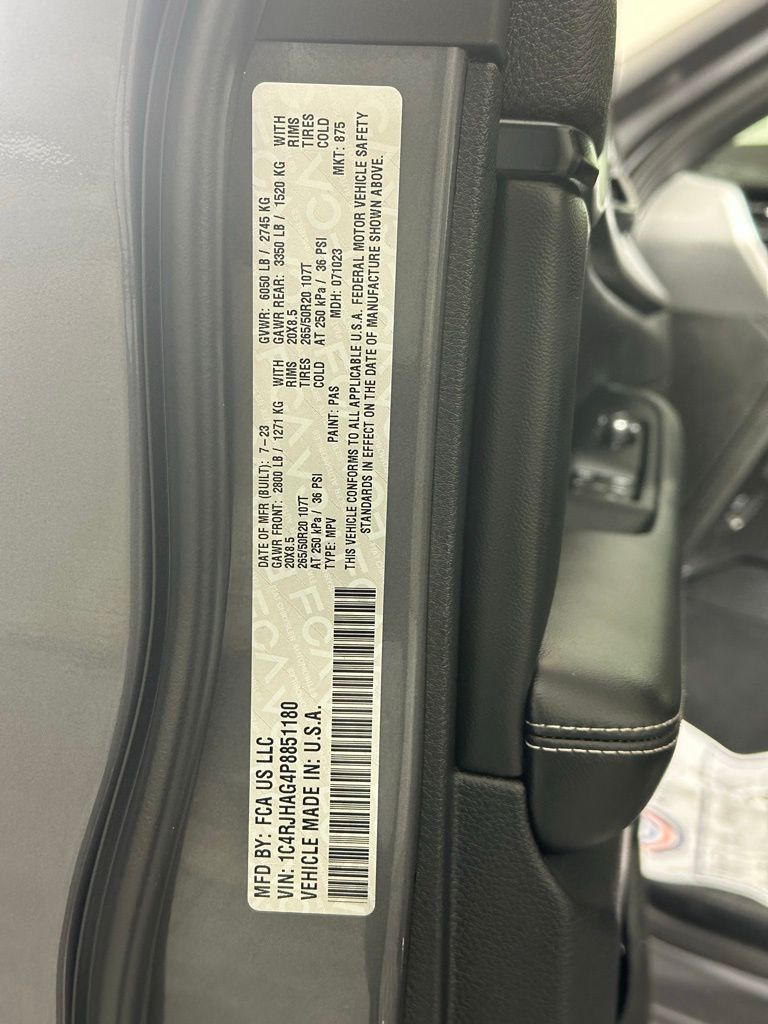 MFD BY: FCA US LLC
VIN: 1C4RJHAG4P8851180
VEHICLE MADE IN: U.S.A.
DATE OF MFR (BUILT): 7-23
GAWR FRONT: 2800 LB / 1271 KG WITH
20X8.5 RIMS
265/50R20 107T TIRES
AT 250 kPa / 36 PSI COLD
TYPE: MPV PAINT: PAS
GVWR: 6050 LB / 2745 KG
GAWR REAR: 3350 LB / 1520 KG WITH
20X8.5 RIMS
265/50R20 107T TIRES
AT 250 kPa / 36 PSI COLD
MDH: 071023 MKT: 875
THIS VEHICLE CONFORMS TO ALL APPLICABLE U.S.A. FEDERAL MOTOR VEHICLE SAFETY
STANDARDS IN EFFECT ON THE DATE OF MANUFACTURE SHOWN ABOVE.